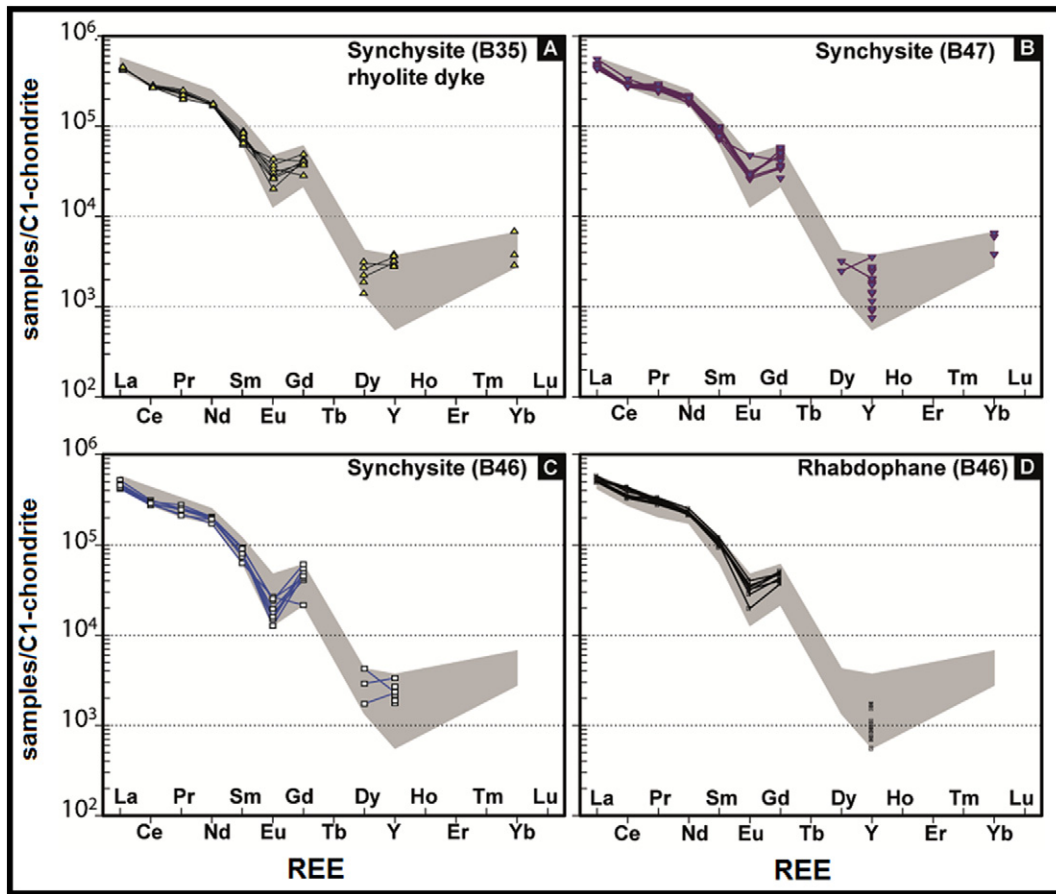 samples/C1-chondrite
10⁶
10⁵
10⁴
10³
10²
Synchysite (B35) A
rhyolite dyke
La Pr Sm Gd Dy Ho Tm Lu
Ce Nd Eu Tb Y Er Yb
Synchysite (B47) B
La Pr Sm Gd Dy Ho Tm Lu
Ce Nd Eu Tb Y Er Yb
samples/C1-chondrite
10⁶
10⁵
10⁴
10³
10²
Synchysite (B46) C
La Pr Sm Gd Dy Ho Tm Lu
Ce Nd Eu Tb Y Er Yb
REE
Rhabdophane (B46) D
La Pr Sm Gd Dy Ho Tm Lu
Ce Nd Eu Tb Y Er Yb
REE